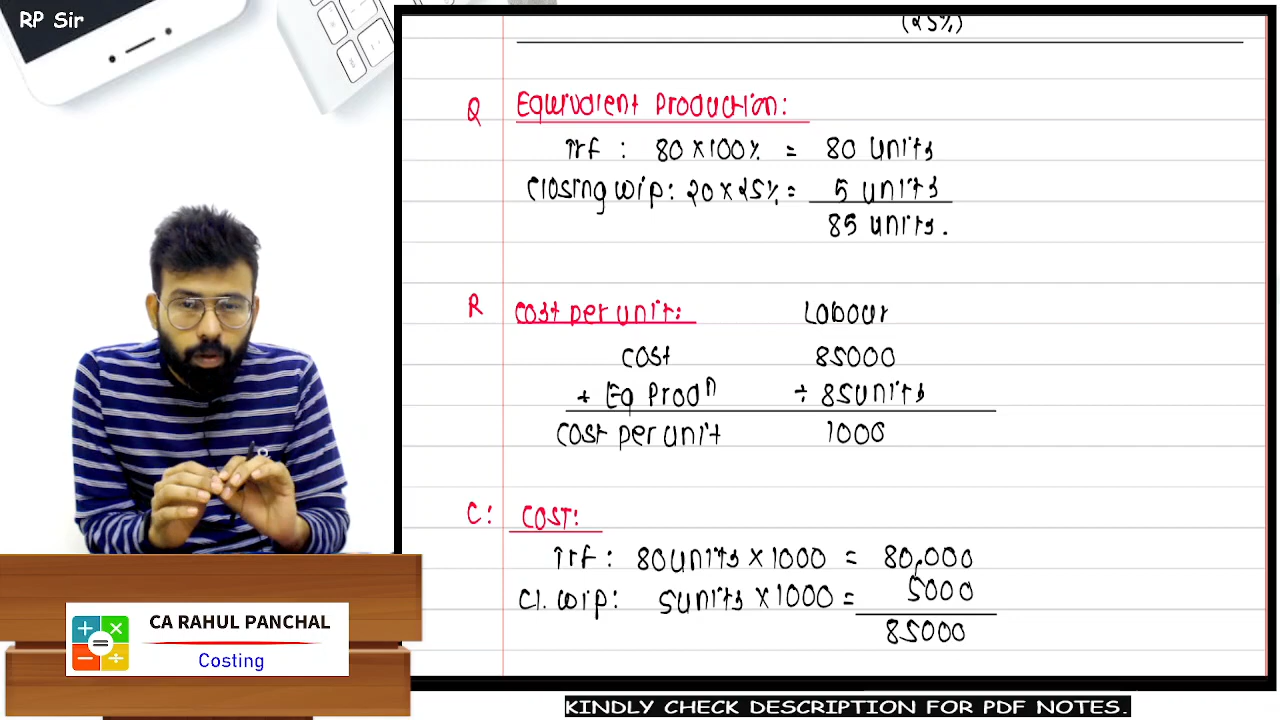 RP Sir
(25%)
Q Equivalent Production:
Trf : 80 x 100% = 80 Units
Closing wip: 20 x 25% = 5 units
85 units.
R Cost per unit: Labour
Cost 85000
÷ Eq Prodn ÷ 85units
Cost per unit 1000
C: COST:
Trf : 80units x 1000 = 80,000
Cl. wip: 5units x 1000 = 5000
85000
CA RAHUL PANCHAL
Costing
KINDLY CHECK DESCRIPTION FOR PDF NOTES.